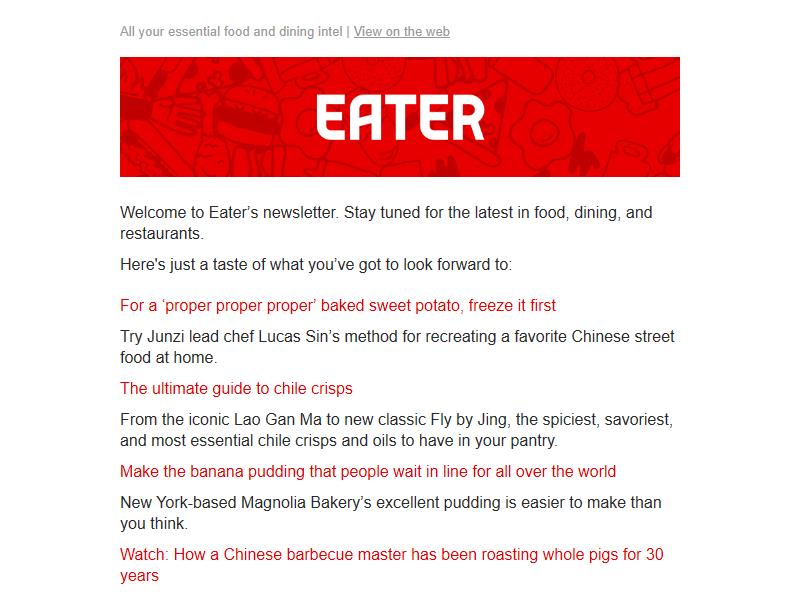 All your essential food and dining intel | View on the web
EATER
Welcome to Eater’s newsletter. Stay tuned for the latest in food, dining, and
restaurants.
Here's just a taste of what you’ve got to look forward to:
For a ‘proper proper proper’ baked sweet potato, freeze it first
Try Junzi lead chef Lucas Sin’s method for recreating a favorite Chinese street
food at home.
The ultimate guide to chile crisps
From the iconic Lao Gan Ma to new classic Fly by Jing, the spiciest, savoriest,
and most essential chile crisps and oils to have in your pantry.
Make the banana pudding that people wait in line for all over the world
New York-based Magnolia Bakery’s excellent pudding is easier to make than
you think.
Watch: How a Chinese barbecue master has been roasting whole pigs for 30
years